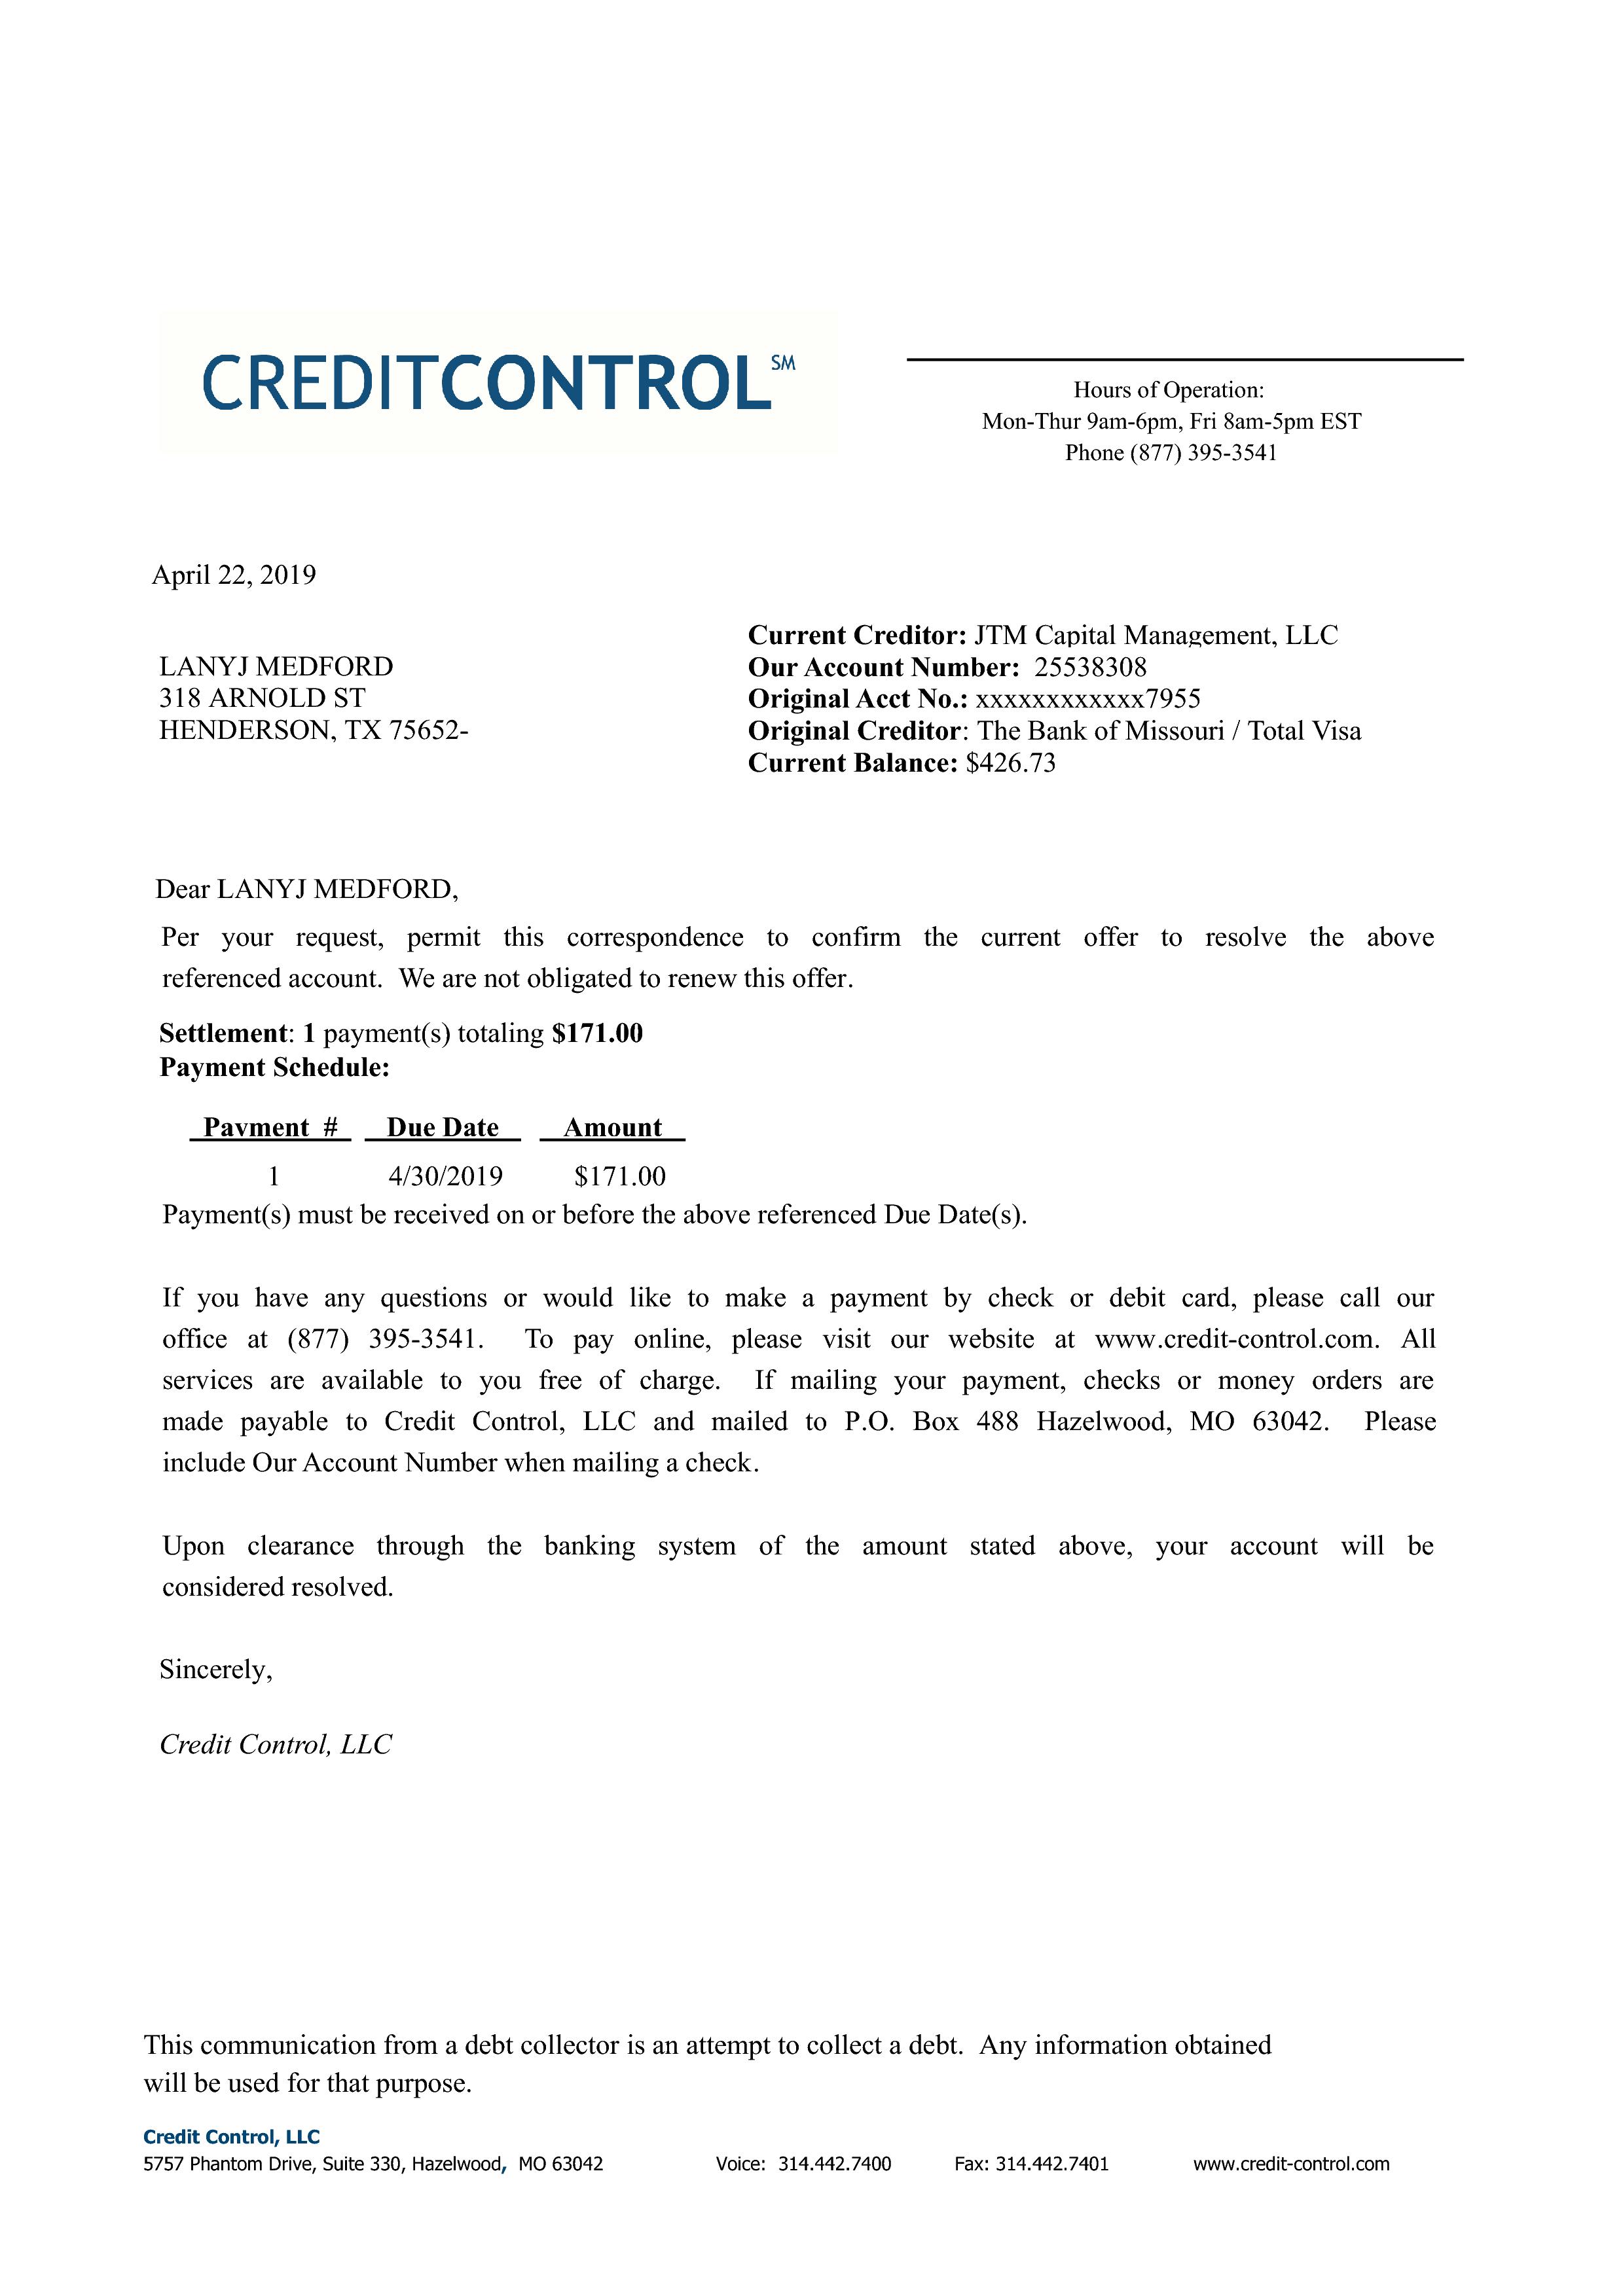 CREDITCONTROL SM
Hours of Operation:
Mon-Thur 9am-6pm, Fri 8am-5pm EST
Phone (877) 395-3541
April 22, 2019
LANYJ MEDFORD
318 ARNOLD ST
HENDERSON, TX 75652-
Current Creditor: JTM Capital Management, LLC
Our Account Number: 25538308
Original Acct No.: xxxxxxxxxxxx7955
Original Creditor: The Bank of Missouri / Total Visa
Current Balance: $426.73
Dear LANYJ MEDFORD,
Per your request, permit this correspondence to confirm the current offer to resolve the above
referenced account. We are not obligated to renew this offer.
Settlement: 1 payment(s) totaling $171.00
Payment Schedule:
Payment # Due Date Amount
1 4/30/2019 $171.00
Payment(s) must be received on or before the above referenced Due Date(s).
If you have any questions or would like to make a payment by check or debit card, please call our
office at (877) 395-3541. To pay online, please visit our website at www.credit-control.com. All
services are available to you free of charge. If mailing your payment, checks or money orders are
made payable to Credit Control, LLC and mailed to P.O. Box 488 Hazelwood, MO 63042. Please
include Our Account Number when mailing a check.
Upon clearance through the banking system of the amount stated above, your account will be
considered resolved.
Sincerely,
Credit Control, LLC
This communication from a debt collector is an attempt to collect a debt. Any information obtained
will be used for that purpose.
Credit Control, LLC
5757 Phantom Drive, Suite 330, Hazelwood, MO 63042 Voice: 314.442.7400 Fax: 314.442.7401 www.credit-control.com